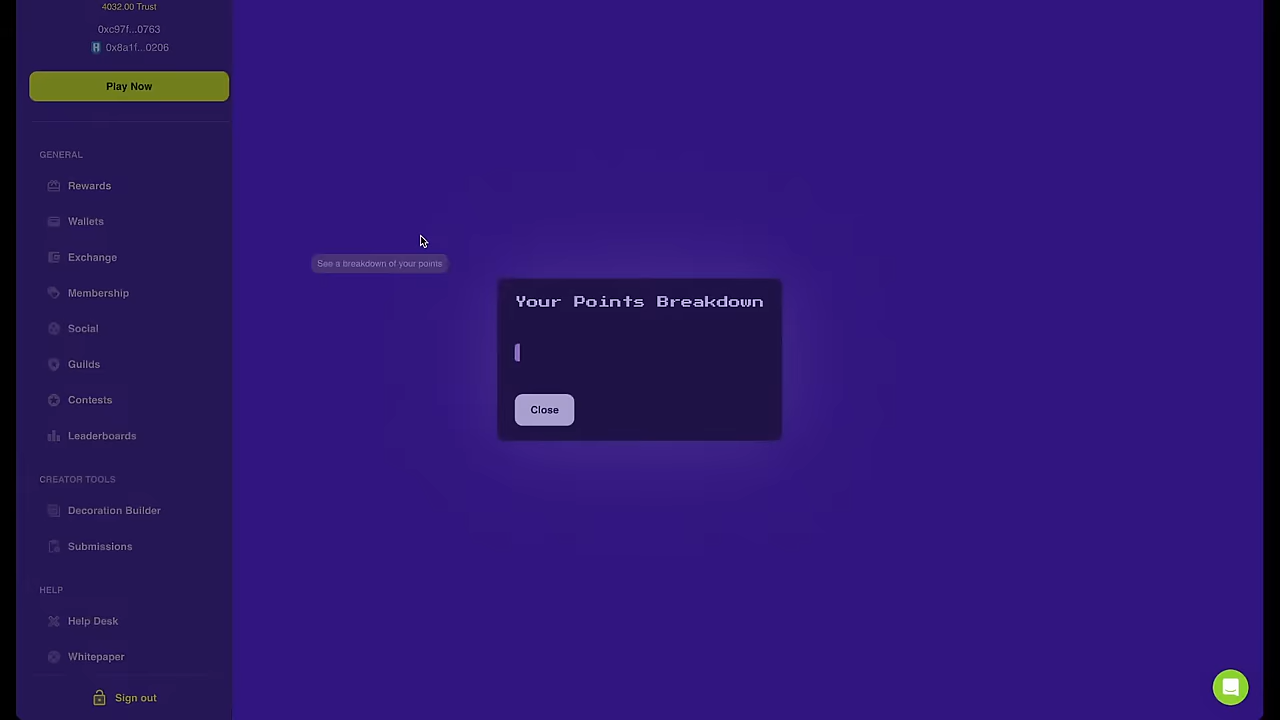 4032.00 Trust
0xc97f...0763
0x8a1f...0206
Play Now
GENERAL
Rewards
Wallets
Exchange
Membership
Social
Guilds
Contests
Leaderboards
CREATOR TOOLS
Decoration Builder
Submissions
HELP
Help Desk
Whitepaper
Sign out
See a breakdown of your points
Your Points Breakdown
Close